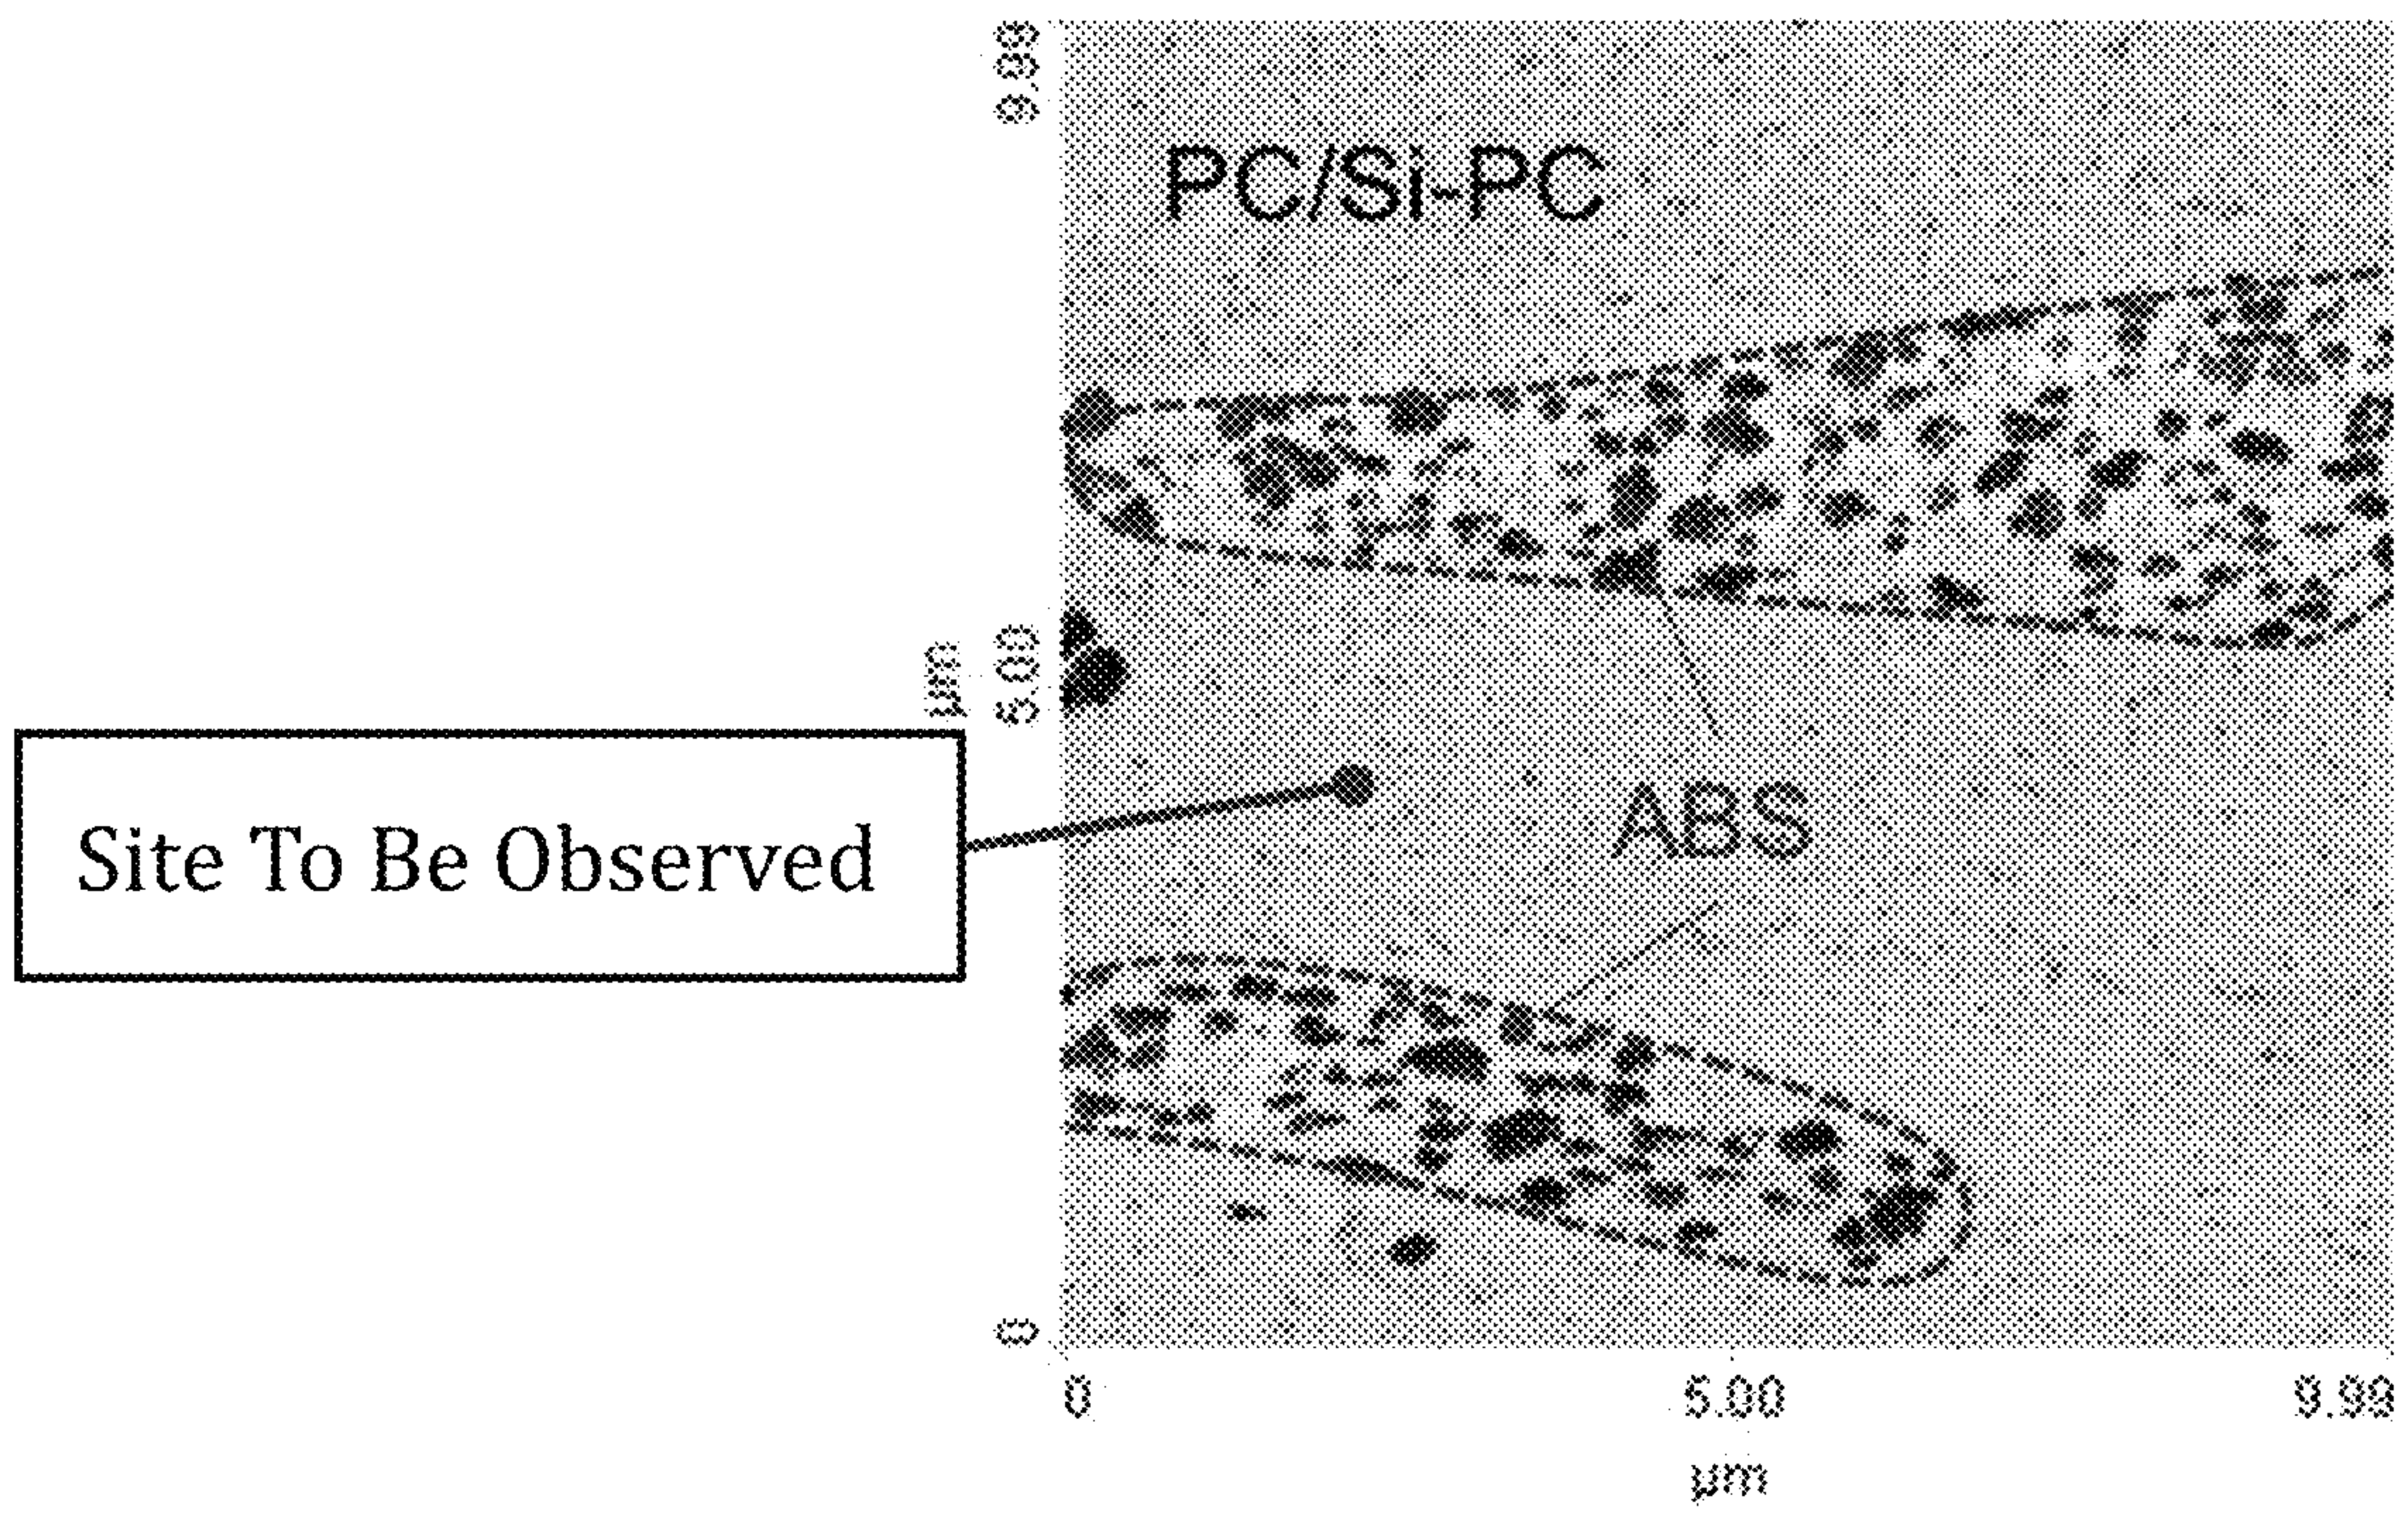 9.99
PC/Si-PC
µm
5.00
Site To Be Observed
ABS
0
0
5.00
9.99
µm